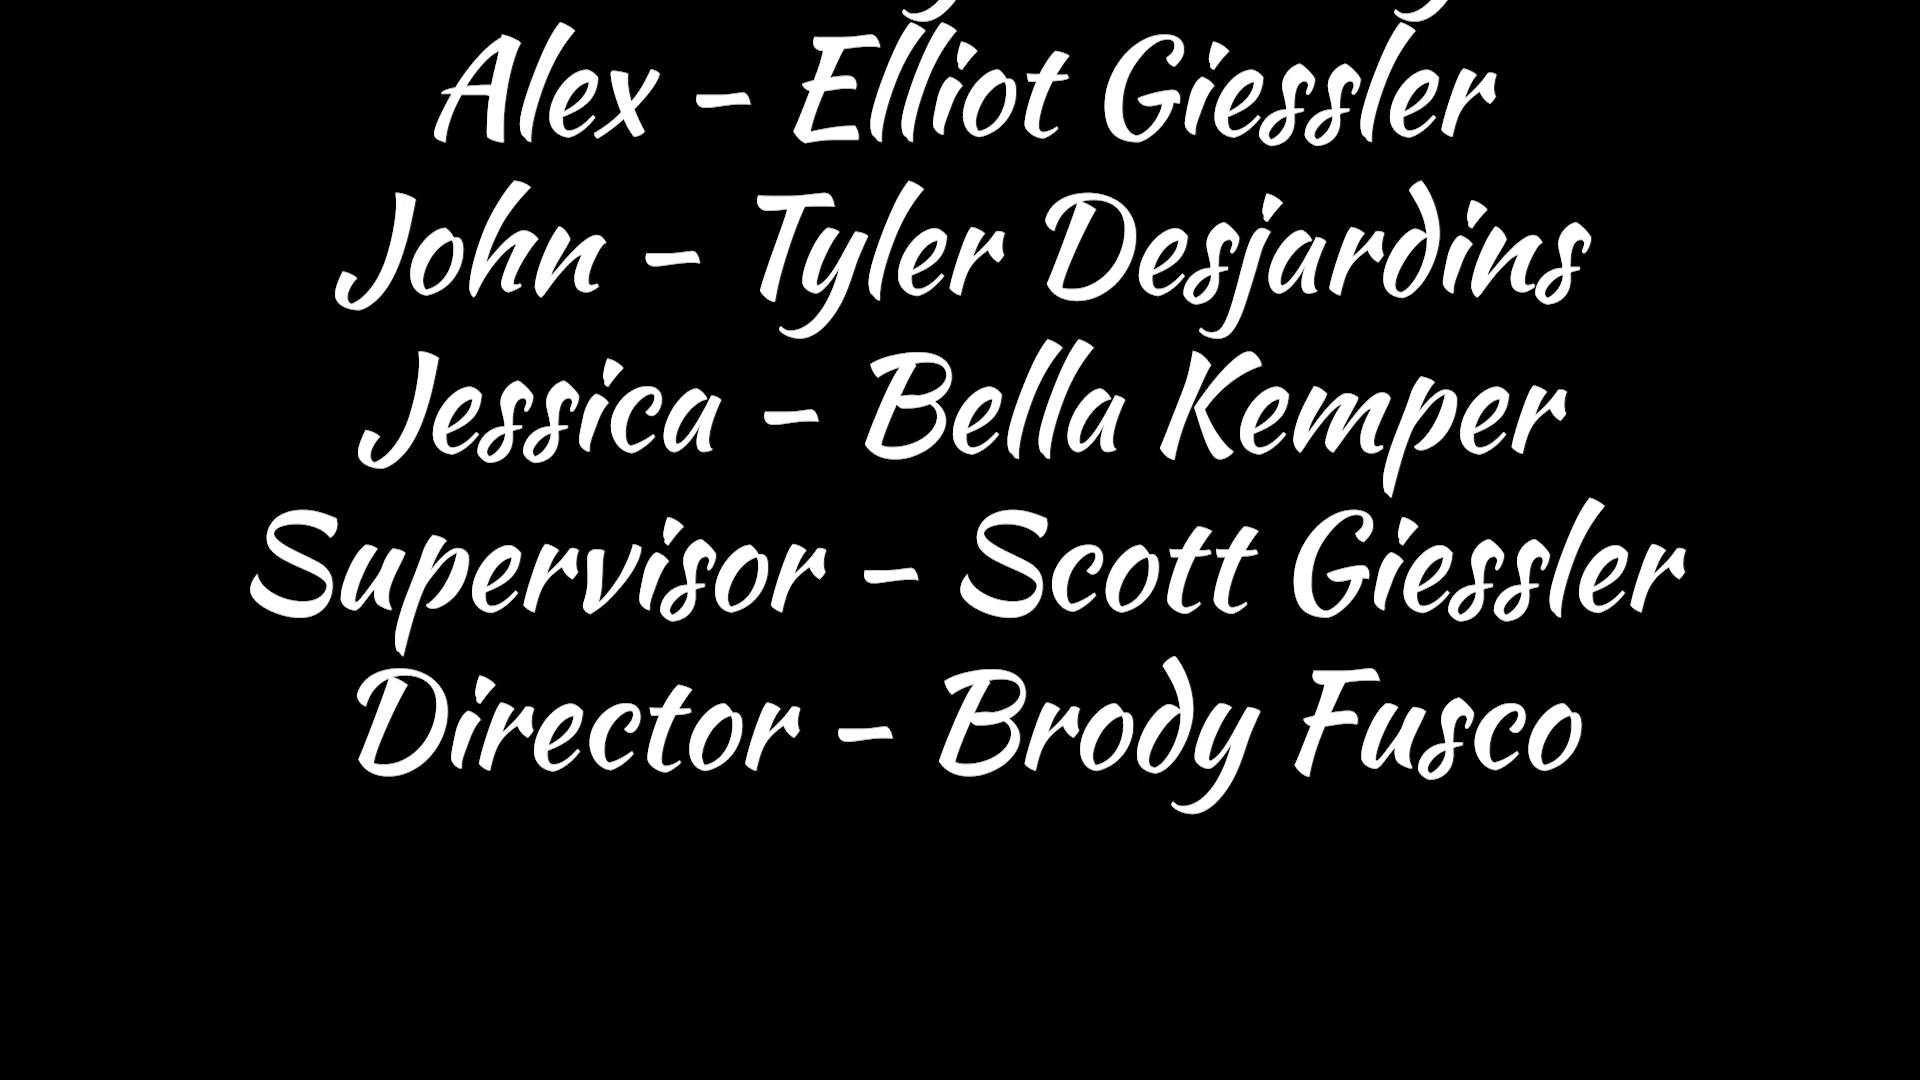 Alex - Elliot Giessler
John - Tyler Desjardins
Jessica - Bella Kemper
Supervisor - Scott Giessler
Director - Brody Fusco